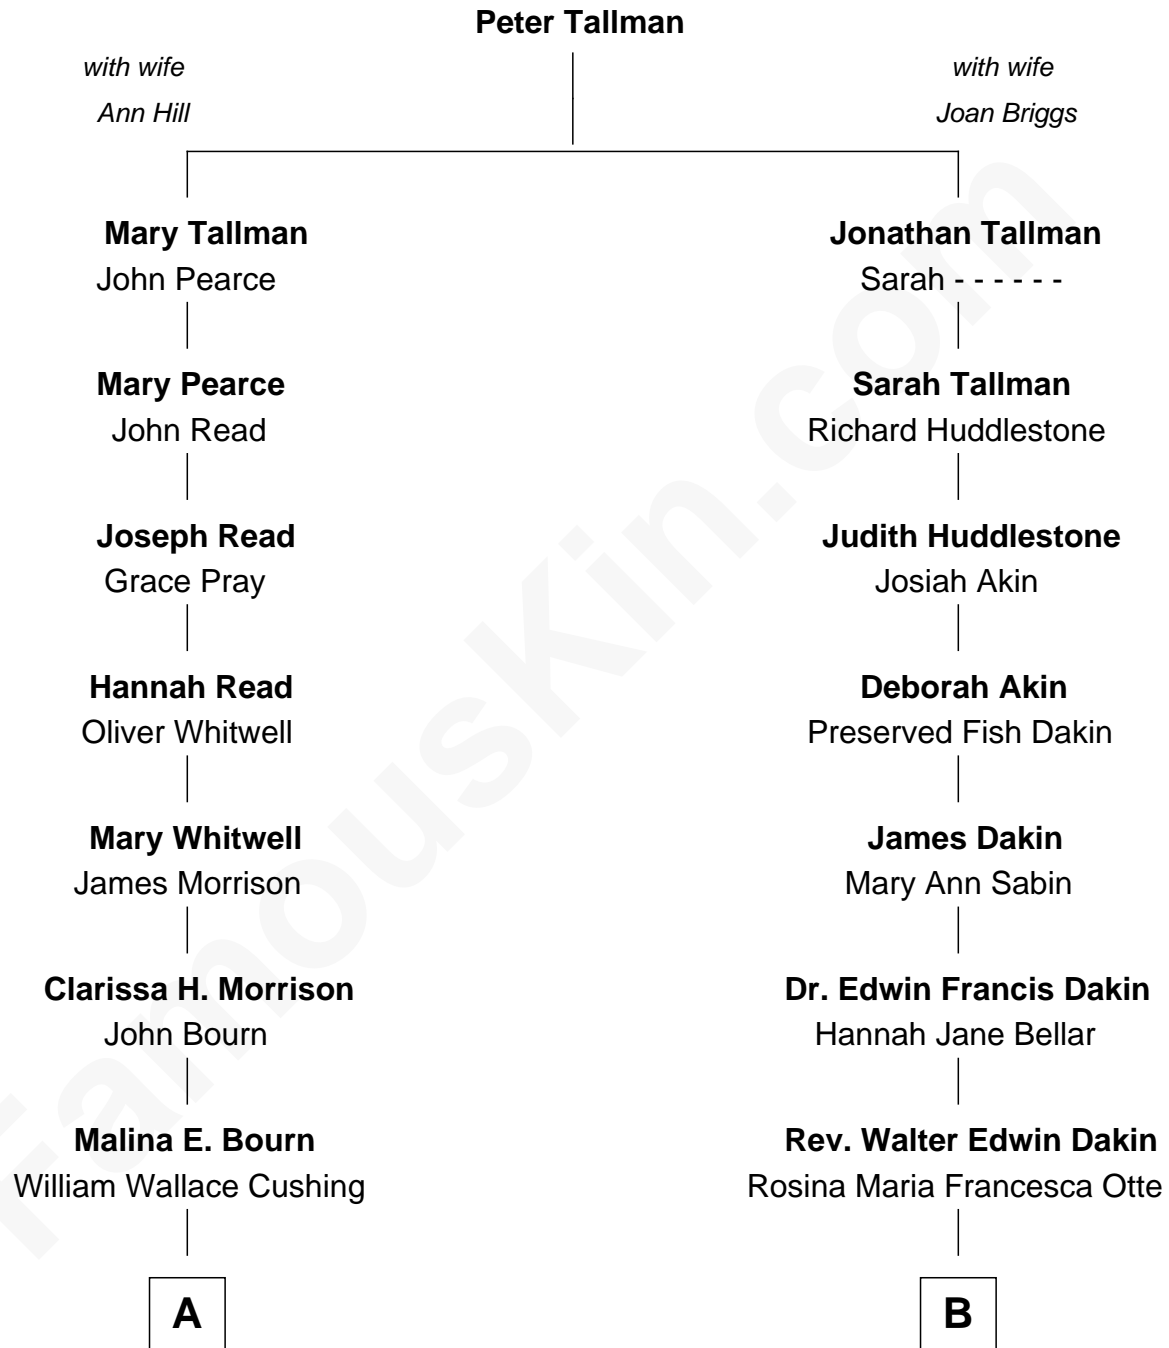 Peter Tallman
with wife
Ann Hill
with wife
Joan Briggs
Mary Tallman
John Pearce
Jonathan Tallman
Sarah - - - - - -
Mary Pearce
John Read
Sarah Tallman
Richard Huddlestone
Joseph Read
Grace Pray
Judith Huddlestone
Josiah Akin
Hannah Read
Oliver Whitwell
Deborah Akin
Preserved Fish Dakin
Mary Whitwell
James Morrison
James Dakin
Mary Ann Sabin
Clarissa H. Morrison
John Bourn
Dr. Edwin Francis Dakin
Hannah Jane Bellar
Malina E. Bourn
William Wallace Cushing
Rev. Walter Edwin Dakin
Rosina Maria Francesca Otte
A
B
FamousKin.com